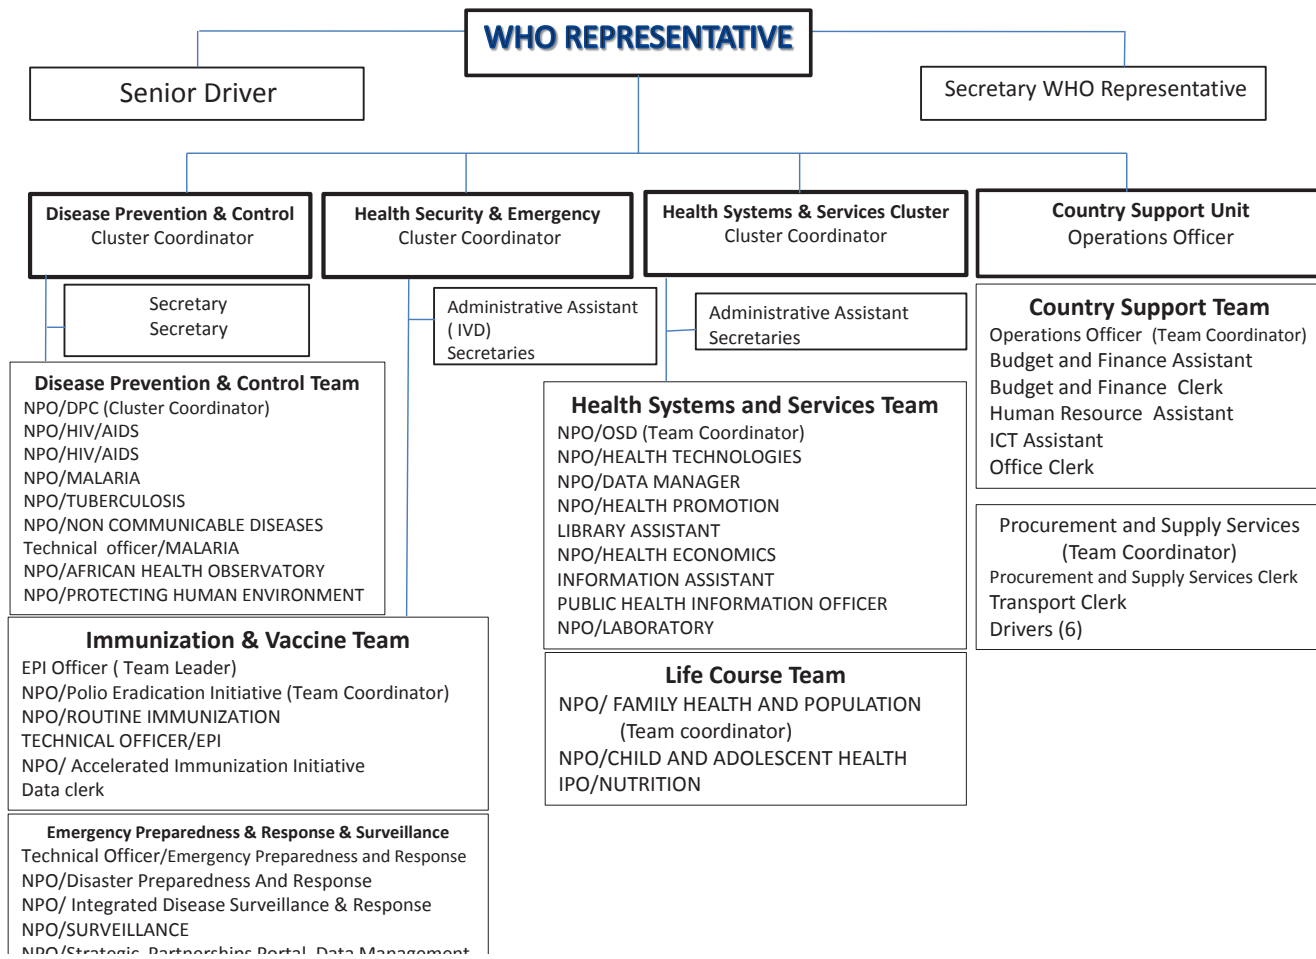 WHO REPRESENTATIVE
Senior Driver
Secretary WHO Representative
Disease Prevention & Control
Cluster Coordinator
Health Security & Emergency
Cluster Coordinator
Health Systems & Services Cluster
Cluster Coordinator
Country Support Unit
Operations Officer
Secretary
Secretary
Administrative Assistant
( IVD)
Secretaries
Administrative Assistant
Secretaries
Disease Prevention & Control Team
NPO/DPC (Cluster Coordinator)
NPO/HIV/AIDS
NPO/HIV/AIDS
NPO/MALARIA
NPO/TUBERCULOSIS
NPO/NON COMMUNICABLE DISEASES
Technical officer/MALARIA
NPO/AFRICAN HEALTH OBSERVATORY
NPO/PROTECTING HUMAN ENVIRONMENT
Immunization & Vaccine Team
EPI Officer ( Team Leader)
NPO/Polio Eradication Initiative (Team Coordinator)
NPO/ROUTINE IMMUNIZATION
TECHNICAL OFFICER/EPI
NPO/ Accelerated Immunization Initiative
Data clerk
Emergency Preparedness & Response & Surveillance
Technical Officer/Emergency Preparedness and Response
NPO/Disaster Preparedness And Response
NPO/ Integrated Disease Surveillance & Response
NPO/SURVEILLANCE
NPO/Strategic Partnerships Portal Data Management
Health Systems and Services Team
NPO/OSD (Team Coordinator)
NPO/HEALTH TECHNOLOGIES
NPO/DATA MANAGER
NPO/HEALTH PROMOTION
LIBRARY ASSISTANT
NPO/HEALTH ECONOMICS
INFORMATION ASSISTANT
PUBLIC HEALTH INFORMATION OFFICER
NPO/LABORATORY
Life Course Team
NPO/ FAMILY HEALTH AND POPULATION
(Team coordinator)
NPO/CHILD AND ADOLESCENT HEALTH
IPO/NUTRITION
Country Support Team
Operations Officer (Team Coordinator)
Budget and Finance Assistant
Budget and Finance Clerk
Human Resource Assistant
ICT Assistant
Office Clerk
Procurement and Supply Services
(Team Coordinator)
Procurement and Supply Services Clerk
Transport Clerk
Drivers (6)